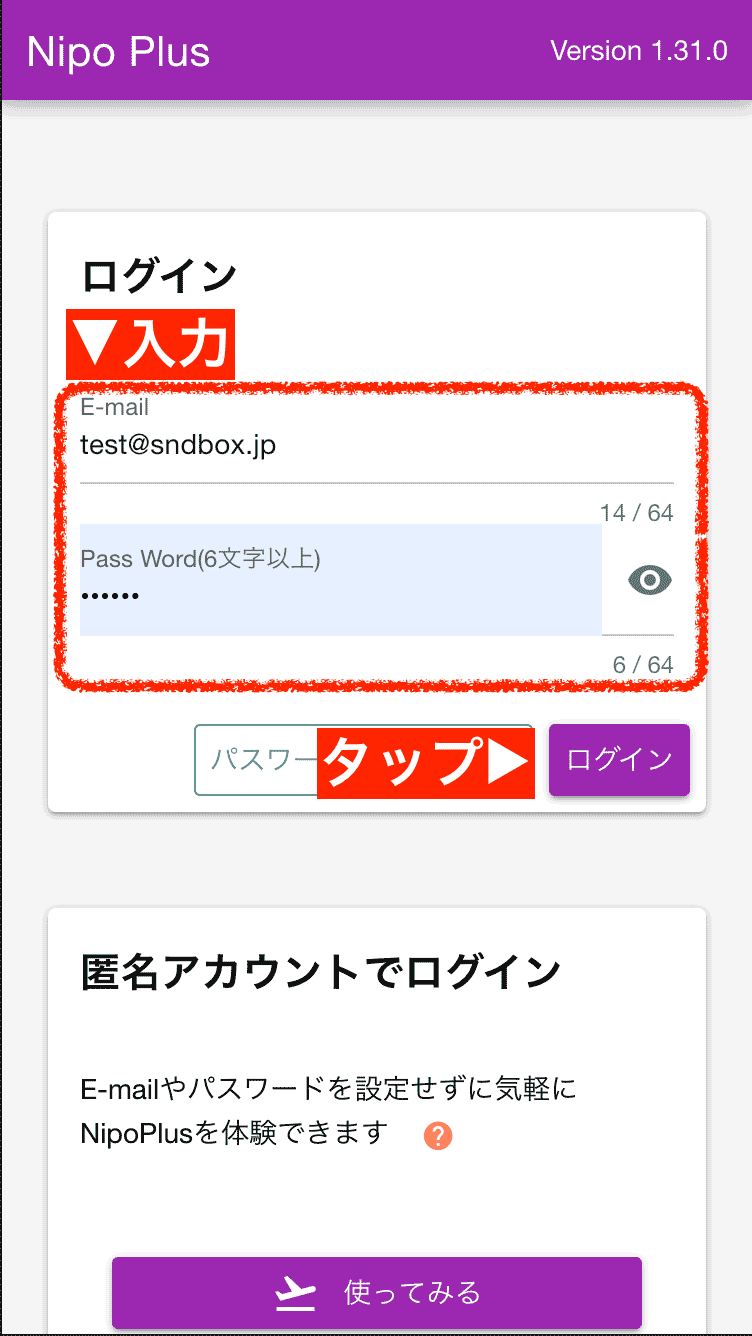 Nipo Plus
Version 1.31.0
ログイン
▼入力
E-mail
test@sndbox.jp
14 / 64
Pass Word(6文字以上)
••••••
6 / 64
パスワー
タップ▶
ログイン
匿名アカウントでログイン
E-mailやパスワードを設定せずに気軽に
NipoPlusを体験できます ?
使ってみる